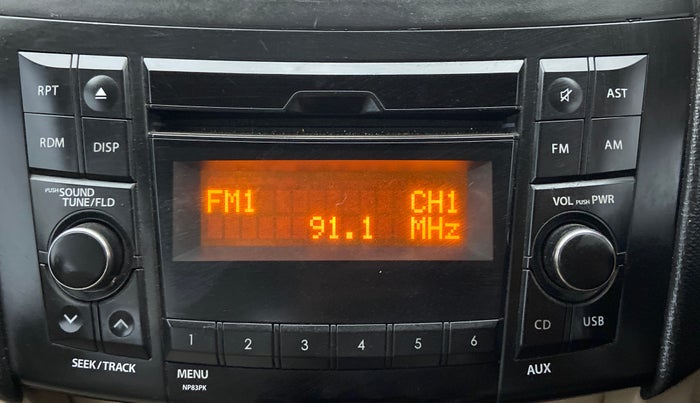 RPT
AST
RDM
DISP
FM
AM
PUSH SOUND
TUNE/FLD
VOL PUSH PWR
FM1
CH1
91.1 MHz
1 2 3 4 5 6
CD
USB
SEEK/TRACK
MENU
NP83PK
AUX